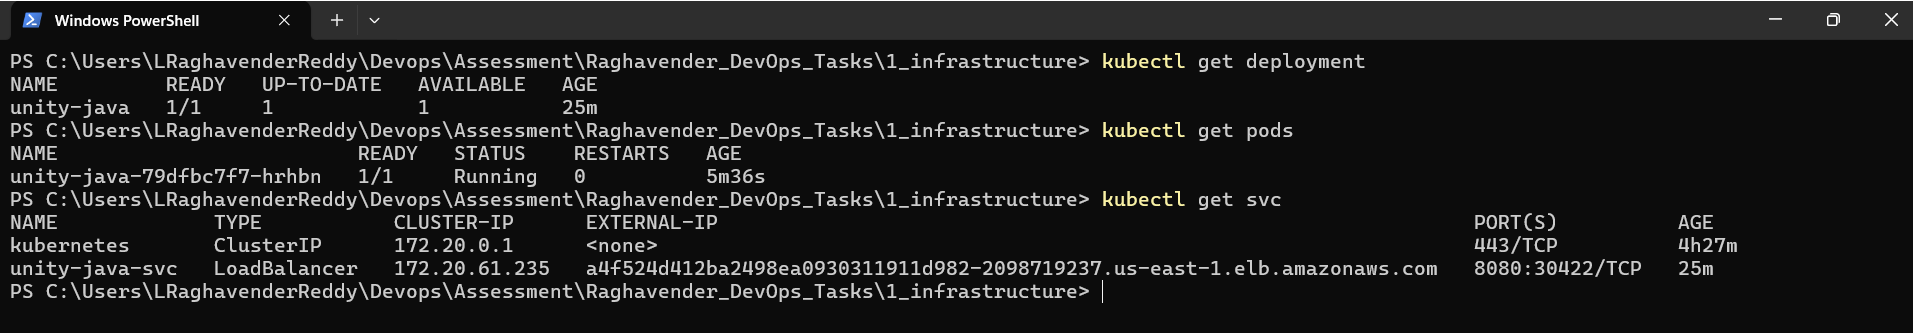 Windows PowerShell
PS C:\Users\LRaghavenderReddy\Devops\Assessment\Raghavender_DevOps_Tasks\1_infrastructure> kubectl get deployment
NAME         READY   UP-TO-DATE   AVAILABLE   AGE
unity-java   1/1     1            1           25m
PS C:\Users\LRaghavenderReddy\Devops\Assessment\Raghavender_DevOps_Tasks\1_infrastructure> kubectl get pods
NAME                         READY   STATUS    RESTARTS   AGE
unity-java-79dfbc7f7-hrhbn   1/1     Running   0          5m36s
PS C:\Users\LRaghavenderReddy\Devops\Assessment\Raghavender_DevOps_Tasks\1_infrastructure> kubectl get svc
NAME             TYPE           CLUSTER-IP      EXTERNAL-IP                                                               PORT(S)          AGE
kubernetes       ClusterIP      172.20.0.1      <none>                                                                    443/TCP          4h27m
unity-java-svc   LoadBalancer   172.20.61.235   a4f524d412ba2498ea0930311911d982-2098719237.us-east-1.elb.amazonaws.com   8080:30422/TCP   25m
PS C:\Users\LRaghavenderReddy\Devops\Assessment\Raghavender_DevOps_Tasks\1_infrastructure>